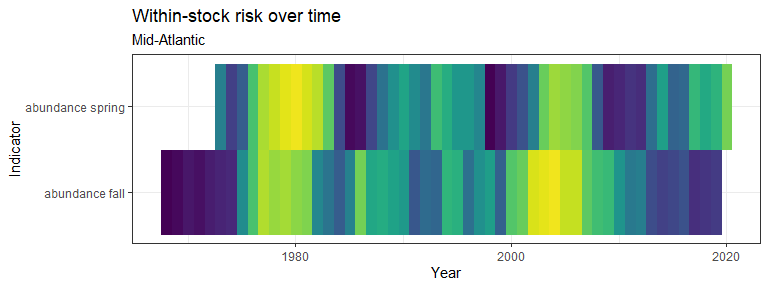 Within-stock risk over time
Mid-Atlantic
Indicator
abundance spring
abundance fall
1980
2000
2020
Year